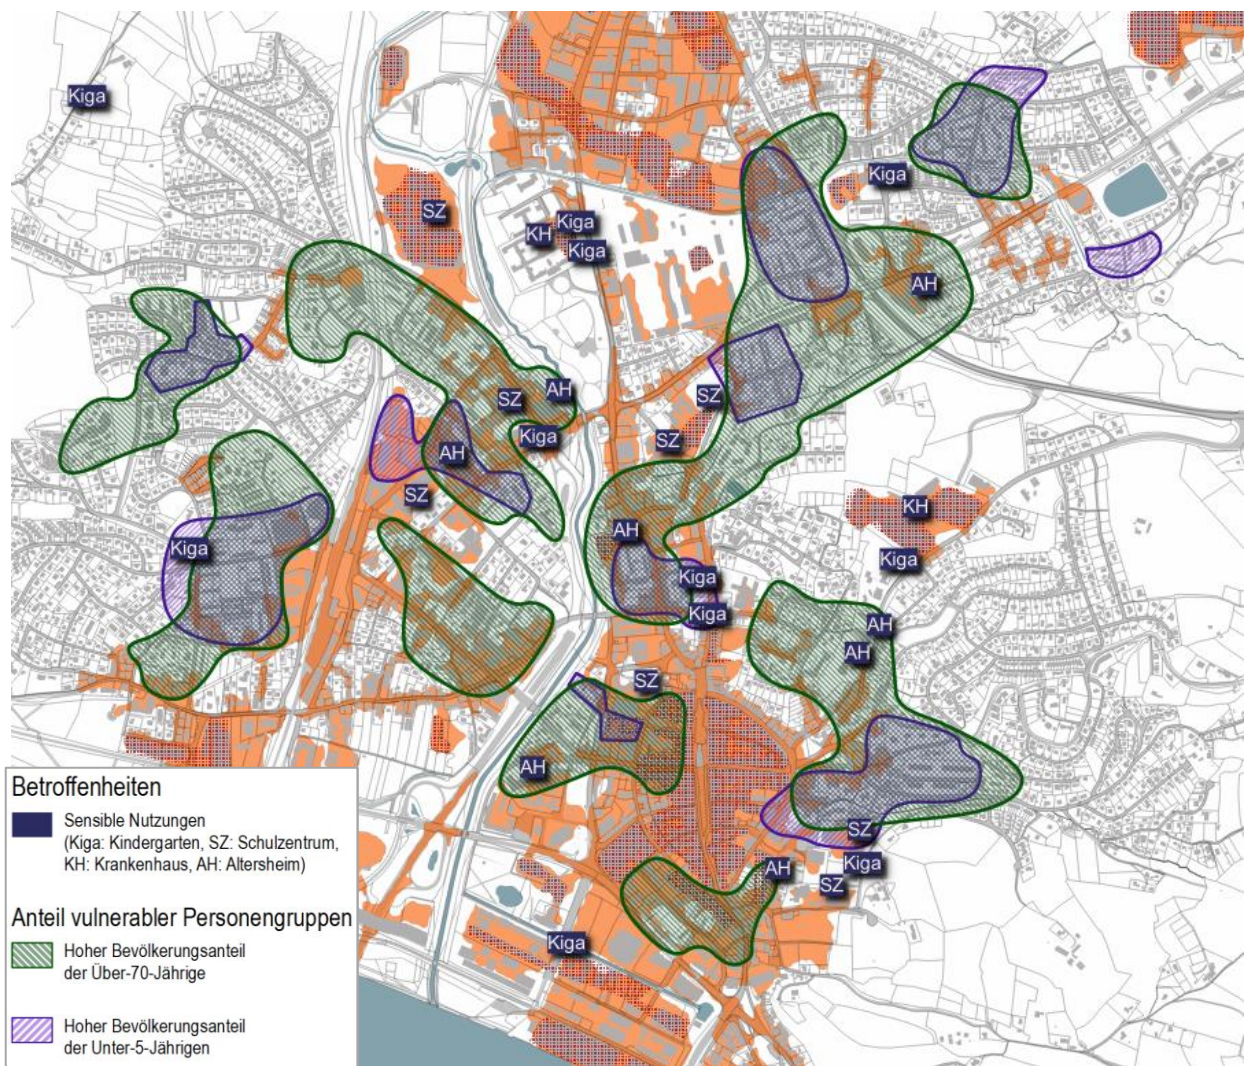 Kiga
Kiga
SZ
Kiga
KH
Kiga
AH
AH
SZ
SZ
Kiga
SZ
AH
SZ
KH
AH
Kiga
Kiga
Kiga
Kiga
AH
AH
SZ
AH
SZ
Kiga
AH
SZ
Kiga
Betroffenheiten
Sensible Nutzungen
(Kiga: Kindergarten, SZ: Schulzentrum,
KH: Krankenhaus, AH: Altersheim)
Anteil vulnerabler Personengruppen
Hoher Bevölkerungsanteil
der Über-70-Jährige
Hoher Bevölkerungsanteil
der Unter-5-Jährigen